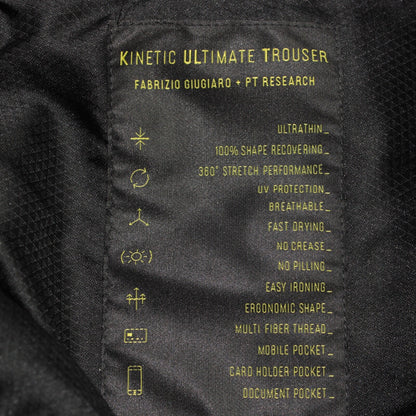 KINETIC ULTIMATE TROUSER
FABRIZIO GIUGIARO + PT RESEARCH
ULTRATHIN_
100% SHAPE RECOVERING_
360° STRETCH PERFORMANCE_
UV PROTECTION_
BREATHABLE_
FAST DRYING_
NO CREASE_
NO PILLING_
EASY IRONING_
ERGONOMIC SHAPE_
MULTI FIBER THREAD_
MOBILE POCKET_
CARD HOLDER POCKET_
DOCUMENT POCKET_